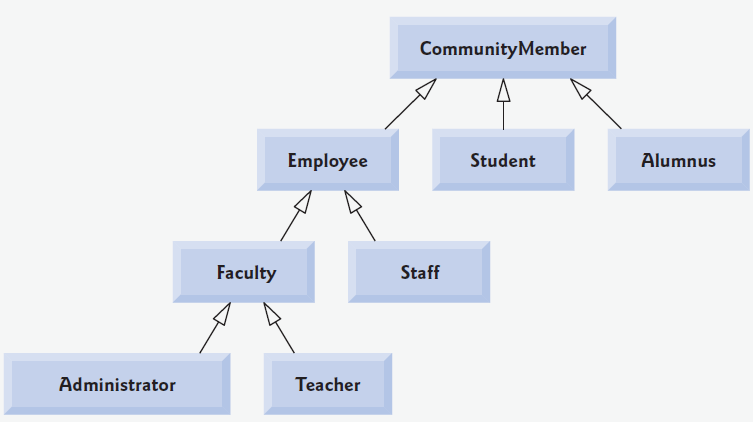 CommunityMember
Employee
Student
Alumnus
Faculty
Staff
Administrator
Teacher